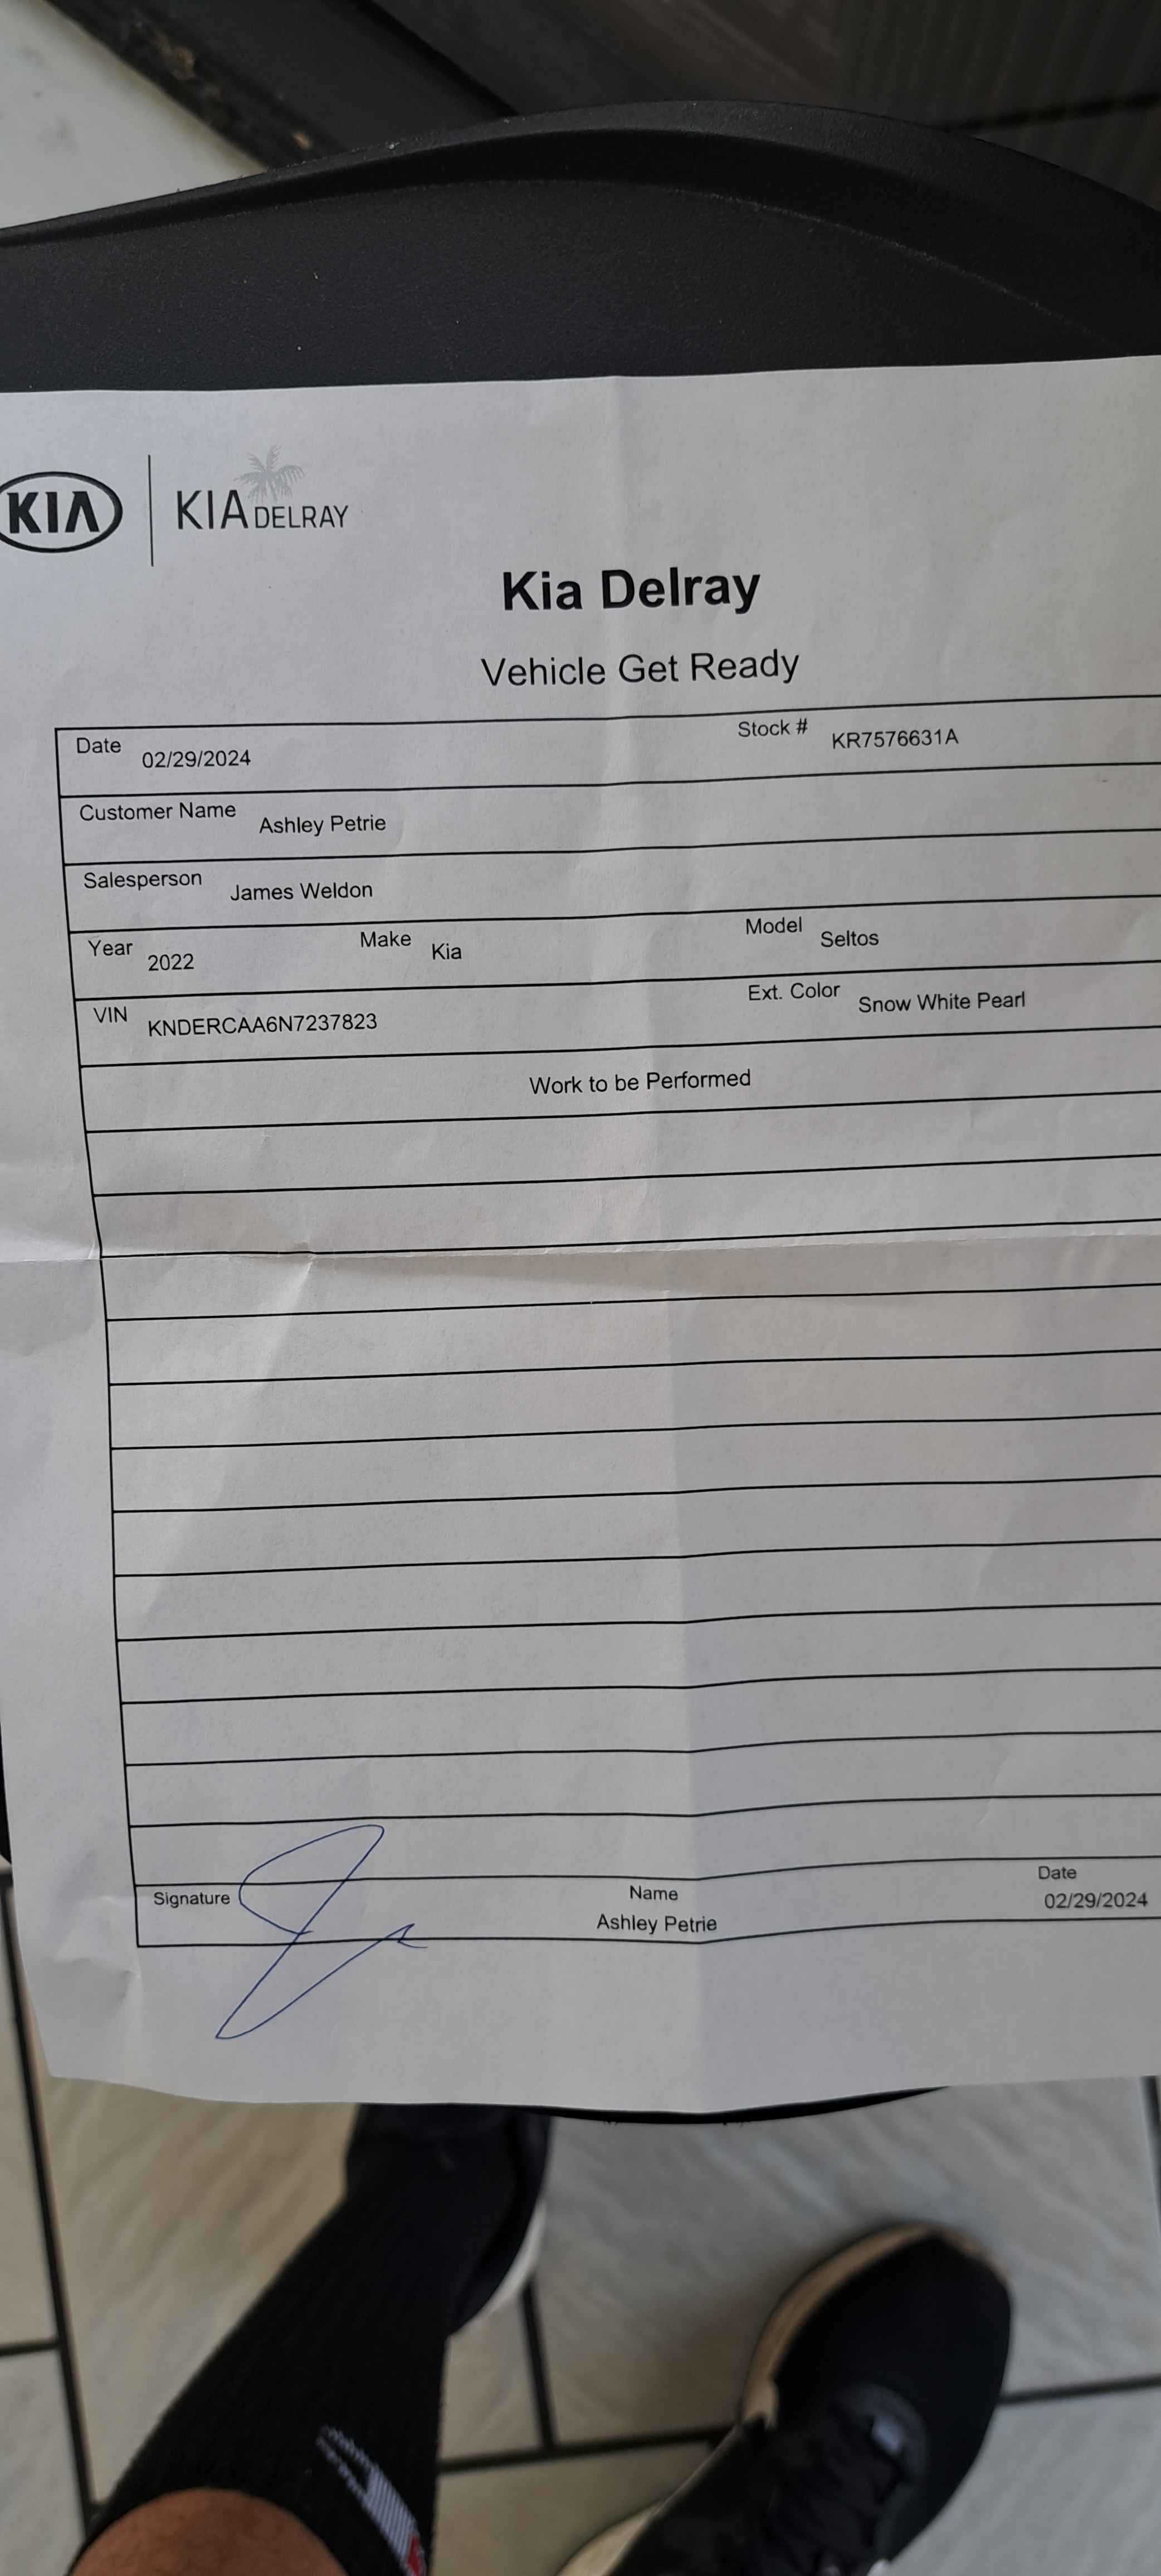 KIA KIA DELRAY
Kia Delray
Vehicle Get Ready
Date 02/29/2024 Stock # KR7576631A
Customer Name Ashley Petrie
Salesperson James Weldon
Year 2022 Make Kia Model Seltos
VIN KNDERCAA6N7237823 Ext. Color Snow White Pearl
Work to be Performed
Signature Name Date
Ashley Petrie 02/29/2024